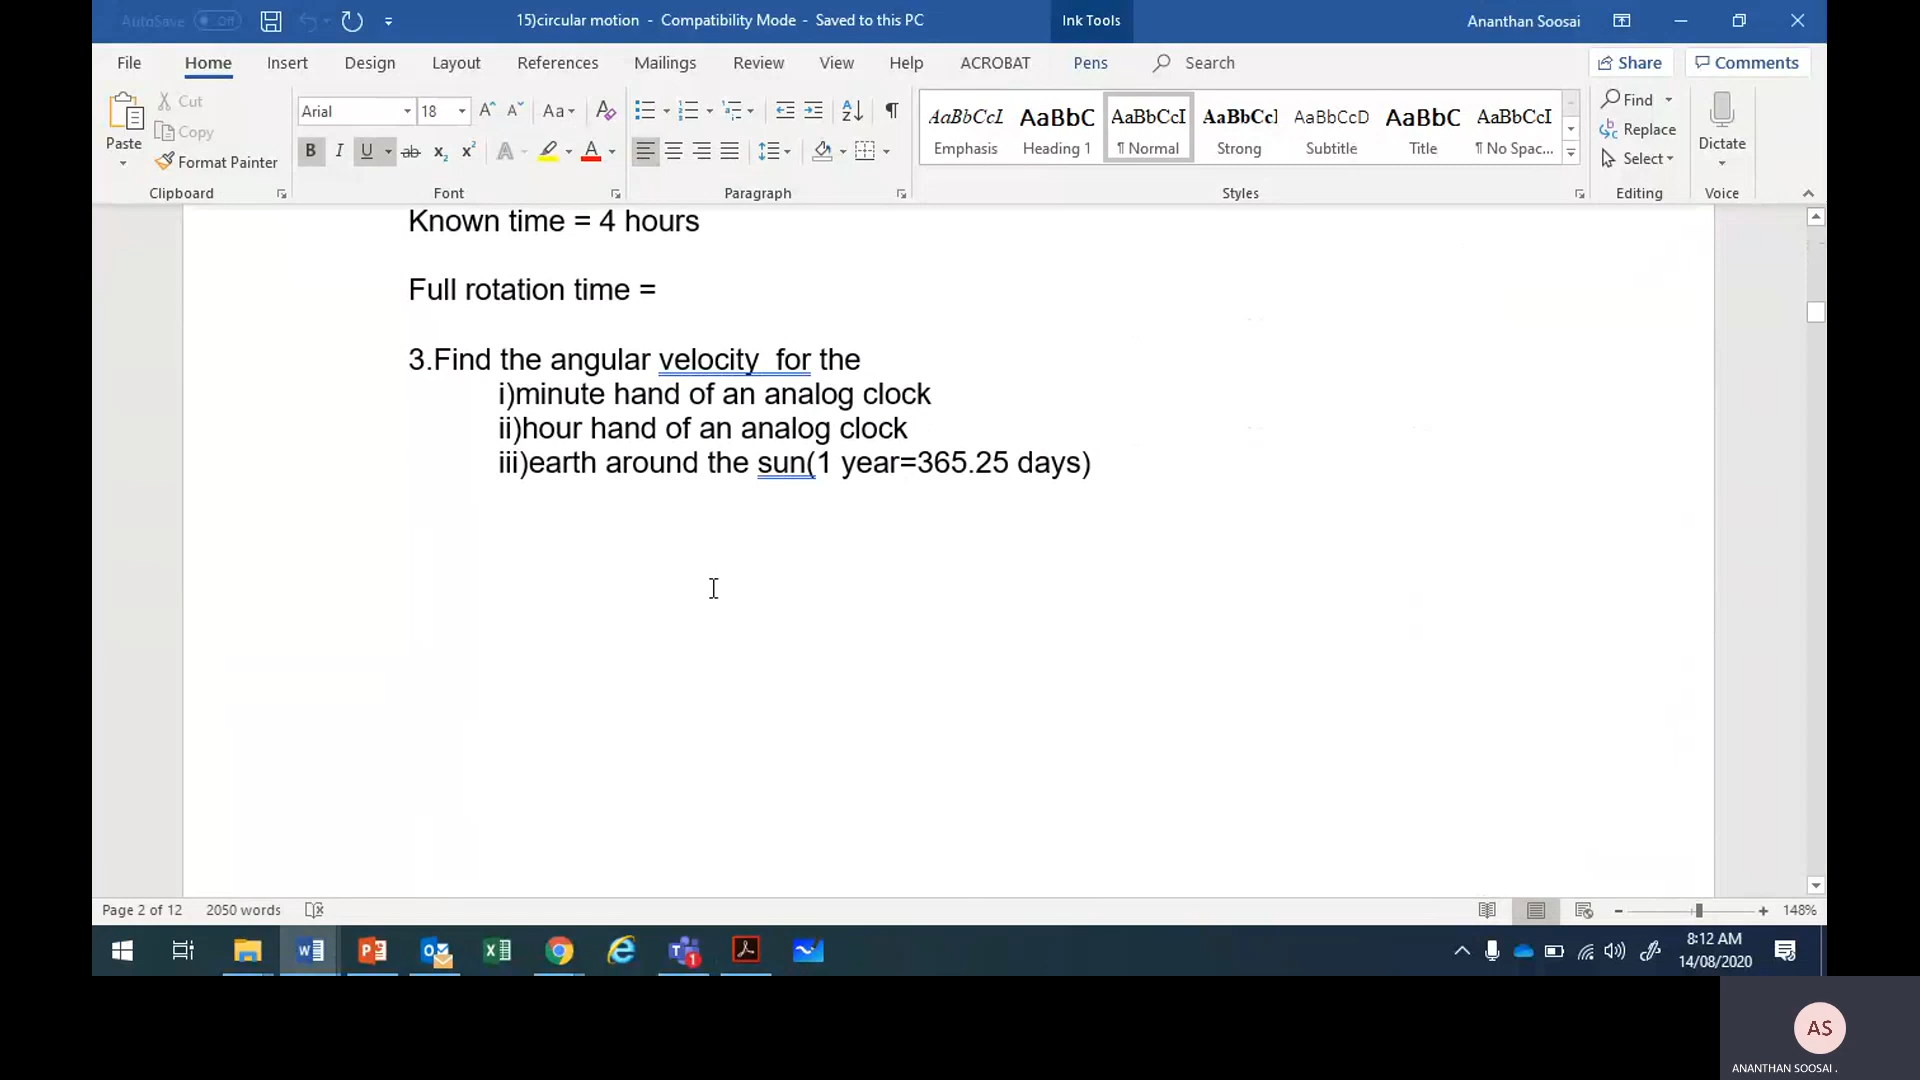 AutoSave Off 15)circular motion - Compatibility Mode - Saved to this PC Ink Tools Ananthan Soosai
File Home Insert Design Layout References Mailings Review View Help ACROBAT Pens Search Share Comments
Paste
Cut
Copy
Format Painter
Clipboard
Arial 18
Font
Paragraph
AaBbCcI AaBbC AaBbCcI AaBbCcI AaBbCcD AaBbC AaBbCcI
Emphasis Heading 1 ¶ Normal Strong Subtitle Title ¶ No Spac...
Styles
Find
Replace
Select
Editing
Dictate
Voice
Known time = 4 hours
Full rotation time =
3.Find the angular velocity  for the
i)minute hand of an analog clock
ii)hour hand of an analog clock
iii)earth around the sun(1 year=365.25 days)
Page 2 of 12 2050 words 148%
8:12 AM
14/08/2020
AS
ANANTHAN SOOSAI .